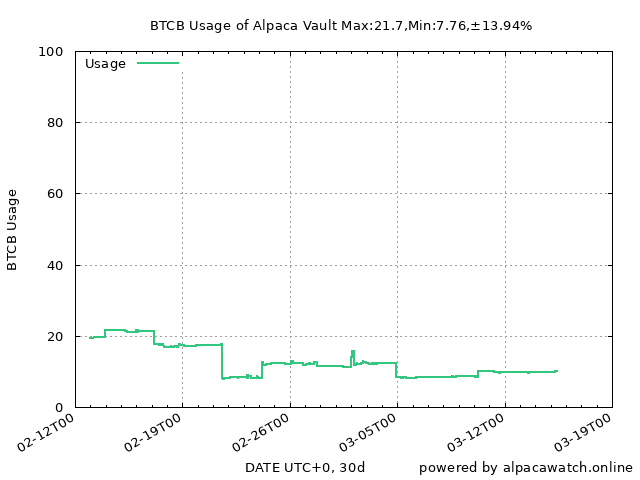 BTCB Usage of Alpaca Vault Max:21.7,Min:7.76,±13.94%
100
Usage
80
60
BTCB Usage
40
20
0
02-12T00
02-19T00
02-26T00
03-05T00
03-12T00
03-19T00
DATE UTC+0, 30d
powered by alpacawatch.online